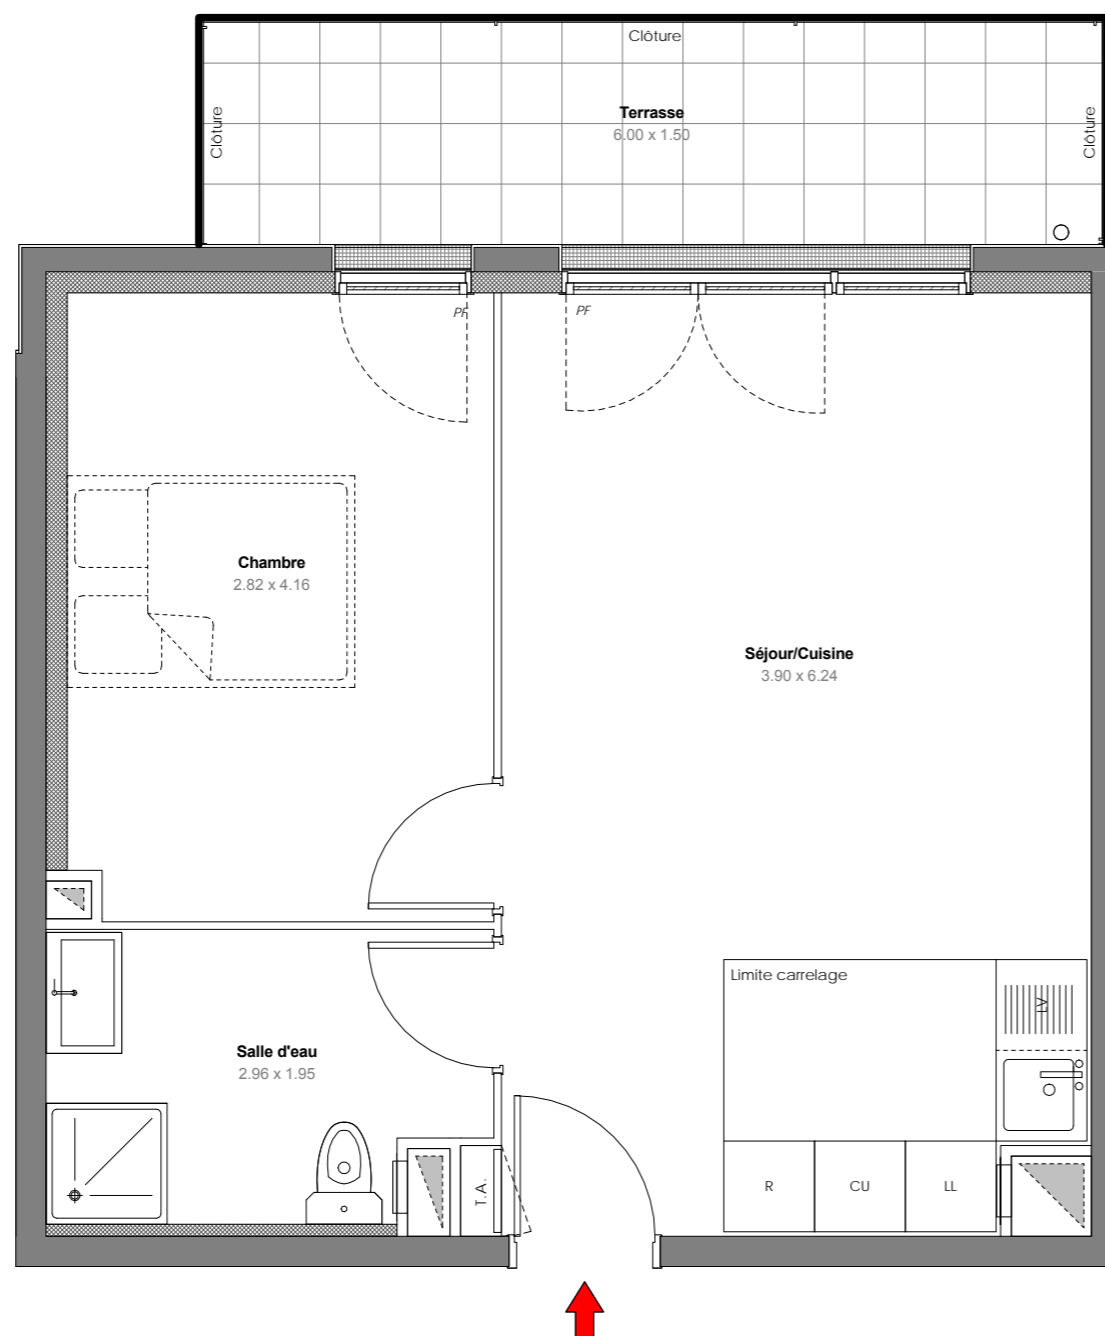 Clôture
Clôture
Terrasse
6.00 x 1.50
Clôture
PF
PF
Chambre
2.82 x 4.16
Séjour/Cuisine
3.90 x 6.24
Limite carrelage
LV
Salle d'eau
2.96 x 1.95
T.A.
R
CU
LL